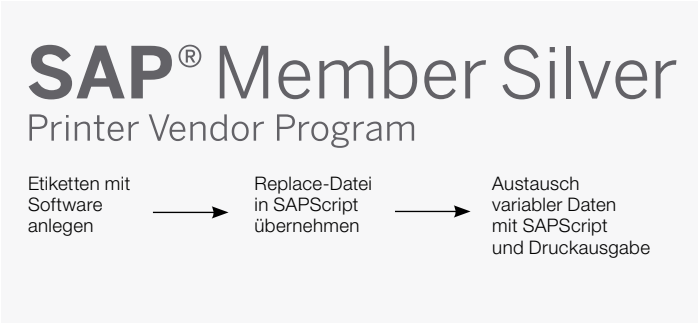 SAP® Member Silver
Printer Vendor Program
Etiketten mit
Software
anlegen
Replace-Datei
in SAPScript
übernehmen
Austausch
variabler Daten
mit SAPScript
und Druckausgabe